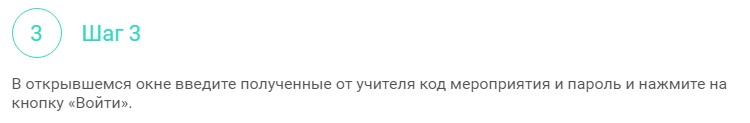 3 Шаг 3
В открывшемся окне введите полученные от учителя код мероприятия и пароль и нажмите на
кнопку «Войти».